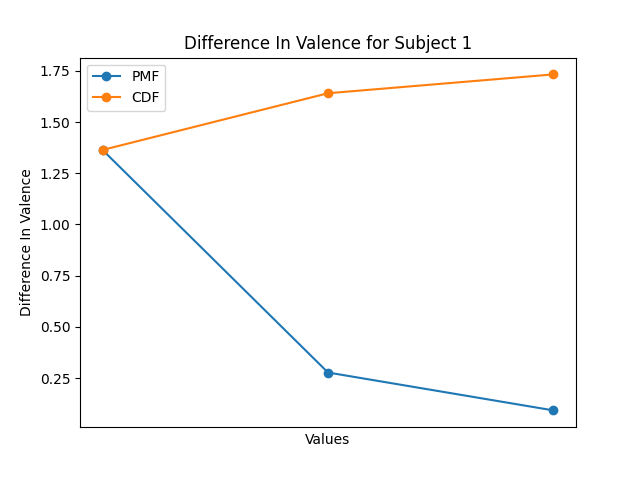 Difference In Valence for Subject 1
PMF
CDF
1.75
1.50
1.25
1.00
0.75
0.50
0.25
Difference In Valence
Values